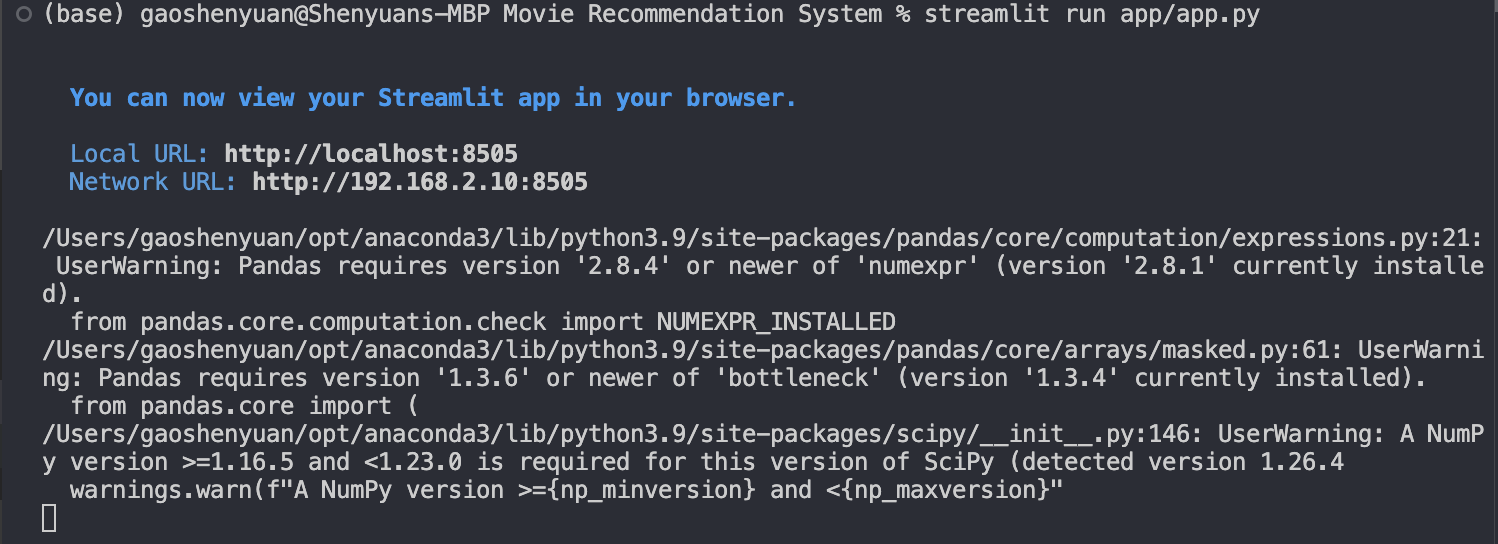 (base) gaoshenyuan@Shenyuans-MBP Movie Recommendation System % streamlit run app/app.py
You can now view your Streamlit app in your browser.
Local URL: http://localhost:8505
Network URL: http://192.168.2.10:8505
/Users/gaoshenyuan/opt/anaconda3/lib/python3.9/site-packages/pandas/core/computation/expressions.py:21:
UserWarning: Pandas requires version '2.8.4' or newer of 'numexpr' (version '2.8.1' currently installe
d).
from pandas.core.computation.check import NUMEXPR_INSTALLED
/Users/gaoshenyuan/opt/anaconda3/lib/python3.9/site-packages/pandas/core/arrays/masked.py:61: UserWarni
ng: Pandas requires version '1.3.6' or newer of 'bottleneck' (version '1.3.4' currently installed).
from pandas.core import (
/Users/gaoshenyuan/opt/anaconda3/lib/python3.9/site-packages/scipy/__init__.py:146: UserWarning: A NumP
y version >=1.16.5 and <1.23.0 is required for this version of SciPy (detected version 1.26.4
warnings.warn(f"A NumPy version >={np_minversion} and <{np_maxversion}"